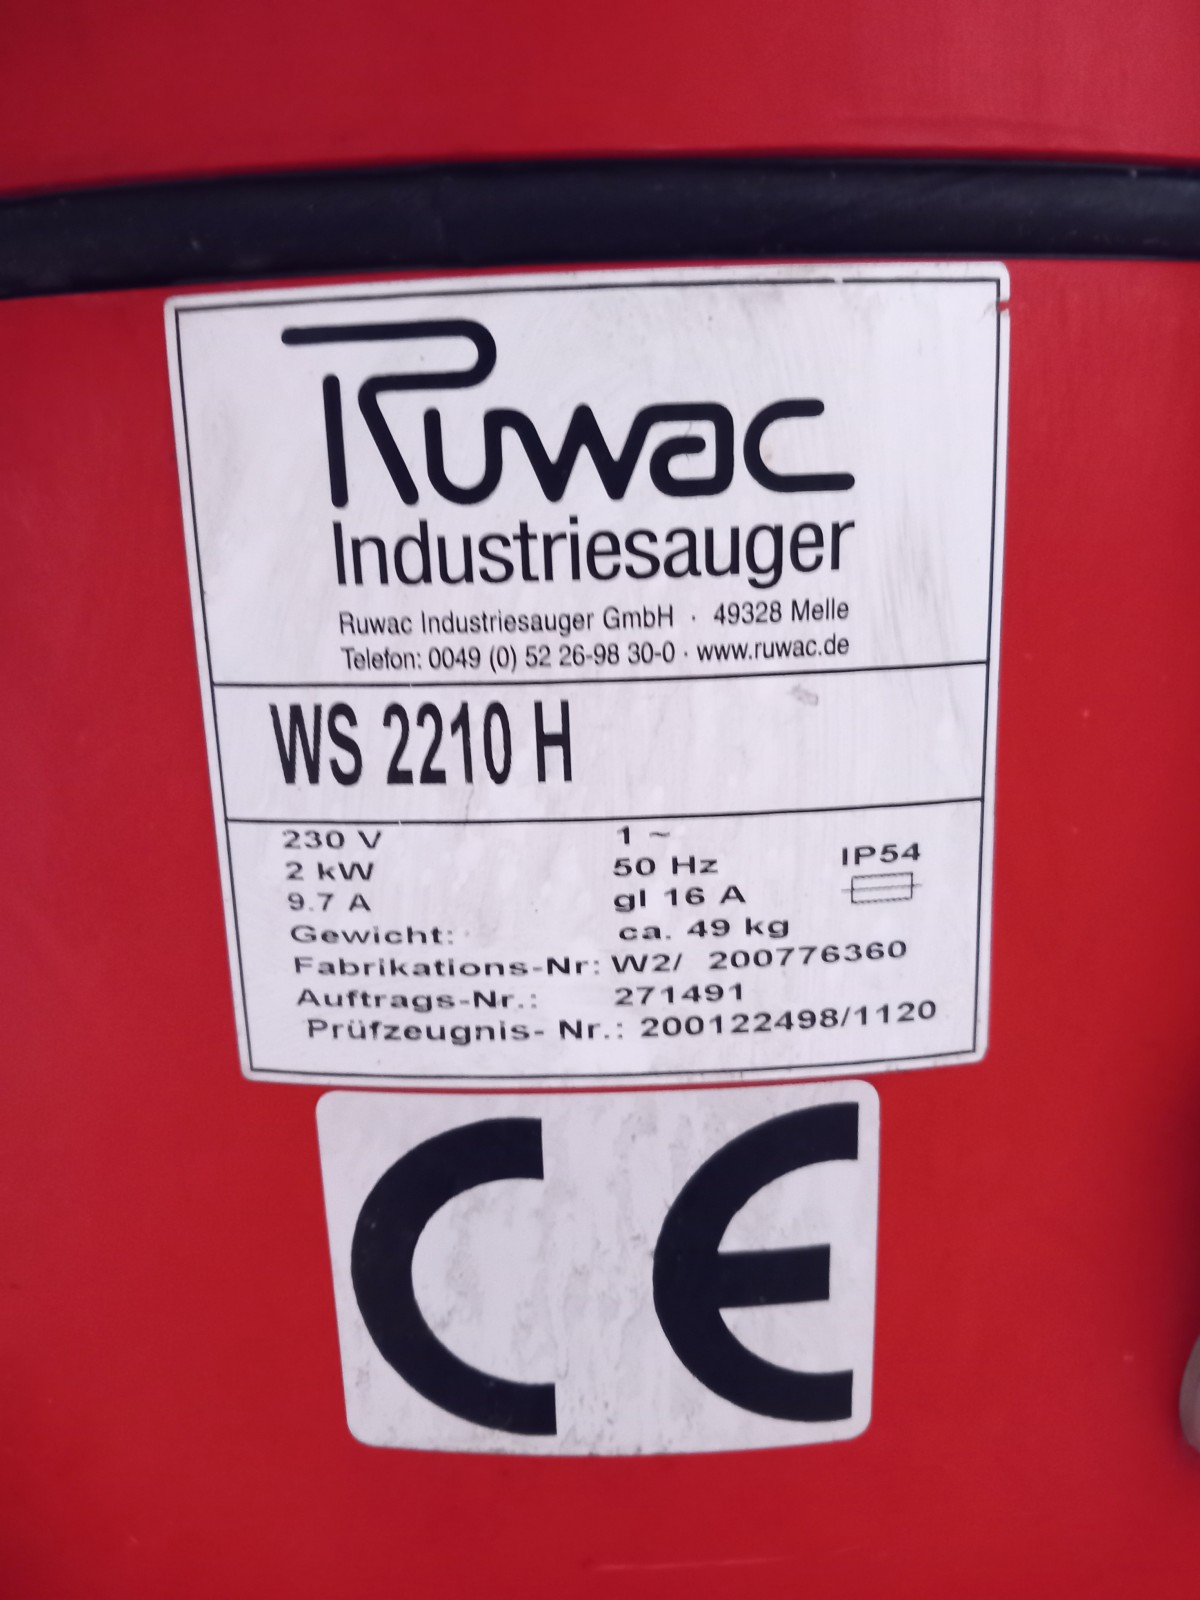 Ruwac
Industriesauger
Ruwac Industriesauger GmbH · 49328 Melle
Telefon: 0049 (0) 52 26-98 30-0 · www.ruwac.de
WS 2210 H
230 V 1 ~
2 kW 50 Hz IP54
9.7 A gl 16 A
Gewicht: ca. 49 kg
Fabrikations-Nr: W2/ 200776360
Auftrags-Nr.: 271491
Prüfzeugnis- Nr.: 200122498/1120
CE